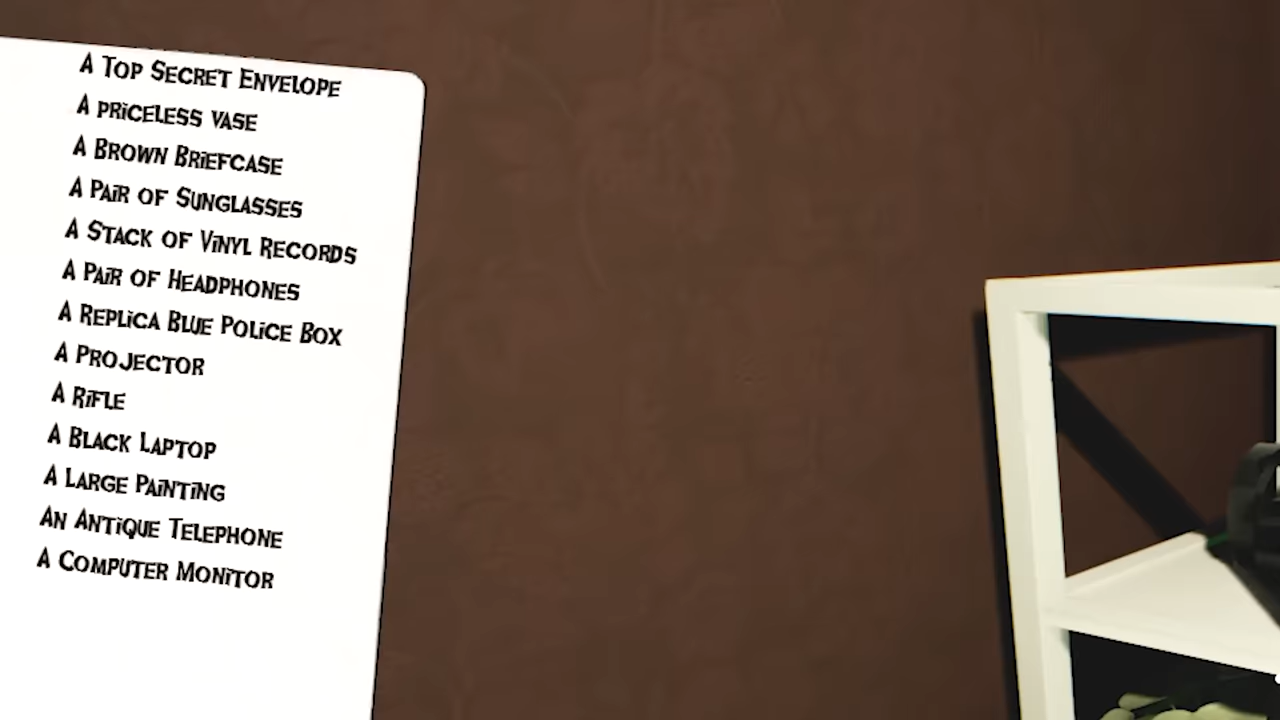 A Top Secret Envelope
A priceless vase
A Brown Briefcase
A Pair of Sunglasses
A Stack of Vinyl Records
A Pair of Headphones
A Replica Blue Police Box
A Projector
A Rifle
A Black Laptop
A Large Painting
An Antique Telephone
A Computer Monitor